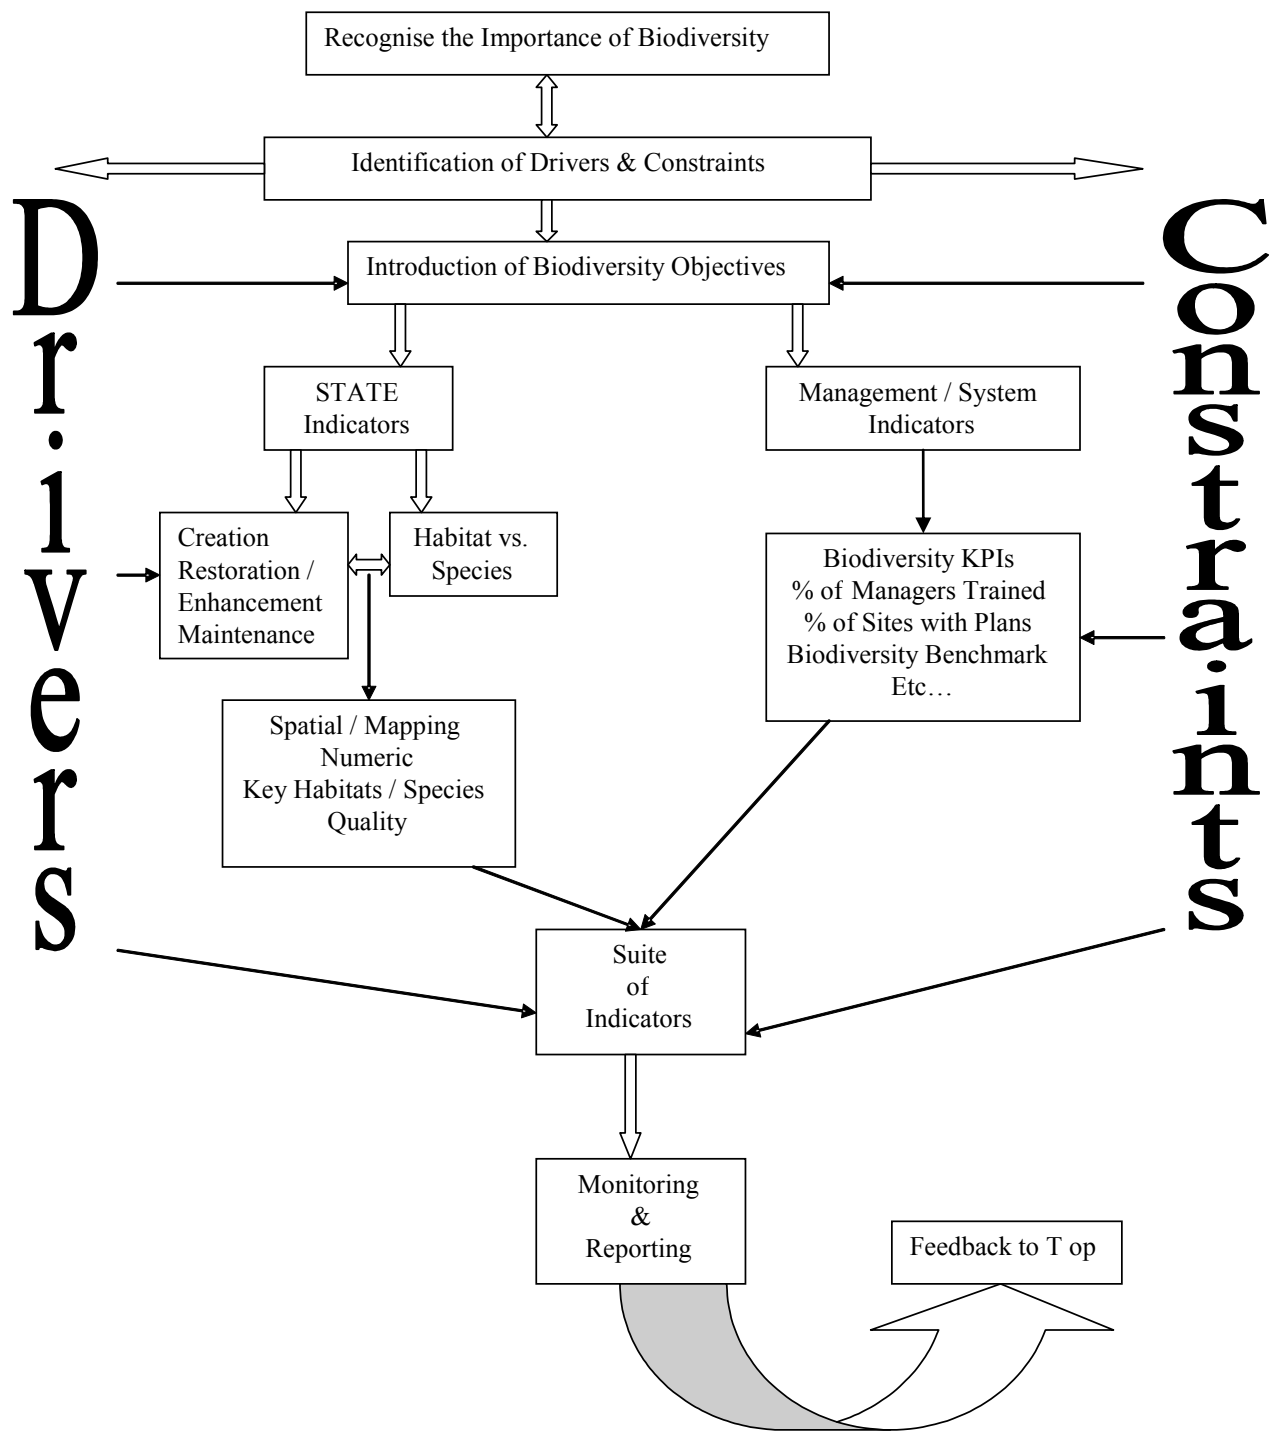 Recognise the Importance of Biodiversity
Identification of Drivers & Constraints
Drivers
Constraints
Introduction of Biodiversity Objectives
STATE
Indicators
Management / System
Indicators
Creation
Restoration /
Enhancement
Maintenance
Habitat vs.
Species
Biodiversity KPIs
% of Managers Trained
% of Sites with Plans
Biodiversity Benchmark
Etc…
Spatial / Mapping
Numeric
Key Habitats / Species
Quality
Suite
of
Indicators
Monitoring
&
Reporting
Feedback to T op